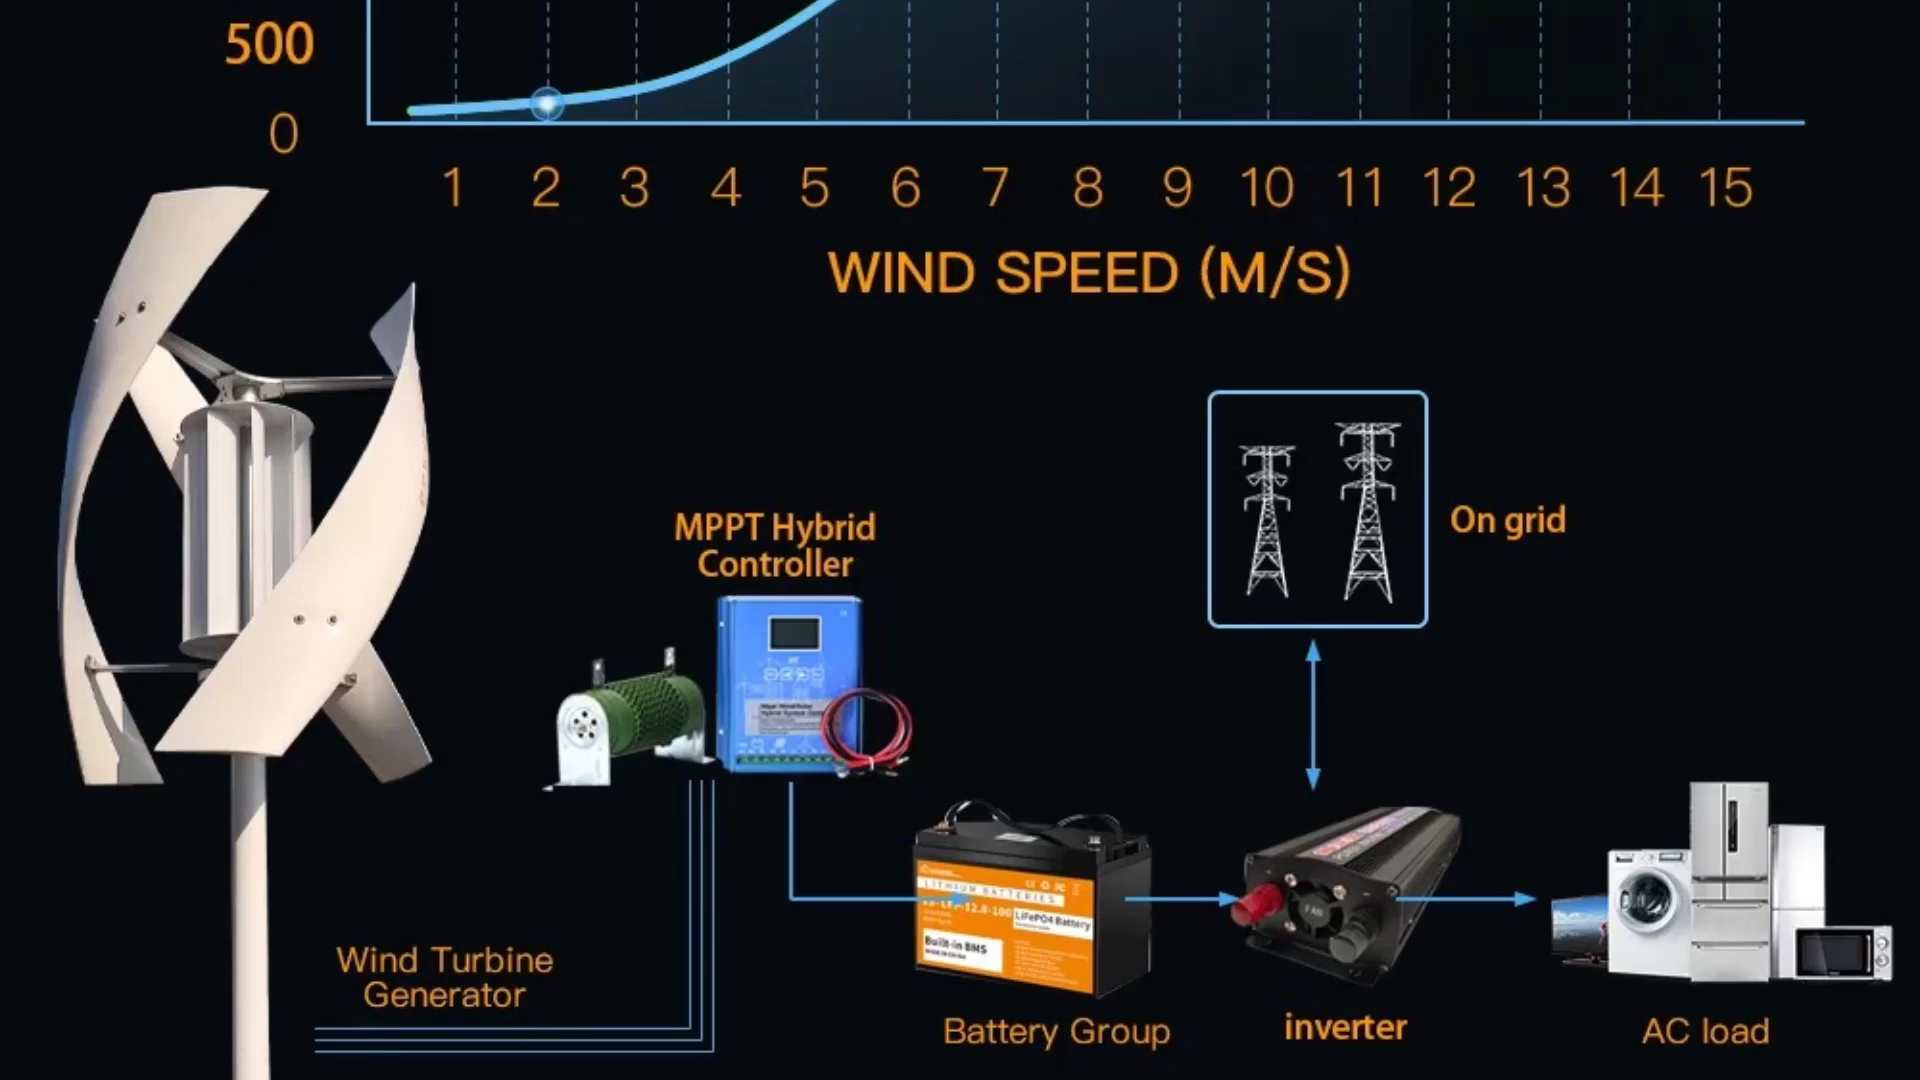 500
0
1 2 3 4 5 6 7 8 9 10 11 12 13 14 15
WIND SPEED (M/S)
On grid
MPPT Hybrid
Controller
LITHIUM BATTERIES
LiFePO4 Battery
Built-in BMS
FAN
Wind Turbine
Generator
Battery Group
inverter
AC load